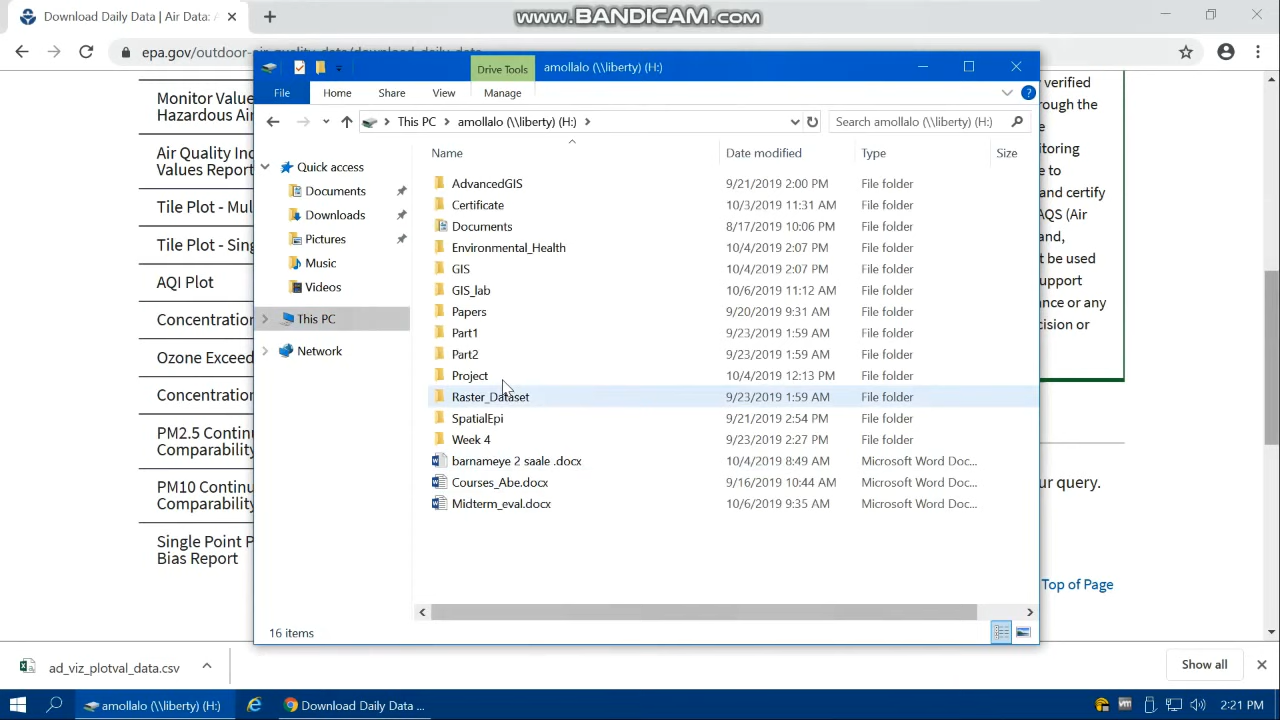 www.BANDICAM.com
Download Daily Data | Air Data:
epa.gov/outdoor-air-quality-data/download-daily-data
Drive Tools
amollalo (\\liberty) (H:)
File
Home
Share
View
Manage
This PC
amollalo (\\liberty) (H:)
Search amollalo (\\liberty) (H:)
Name
Date modified
Type
Size
Quick access
Documents
Downloads
Pictures
Music
Videos
This PC
Network
AdvancedGIS 9/21/2019 2:00 PM File folder
Certificate 10/3/2019 11:31 AM File folder
Documents 8/17/2019 10:06 PM File folder
Environmental_Health 10/4/2019 2:07 PM File folder
GIS 10/4/2019 2:07 PM File folder
GIS_lab 10/6/2019 11:12 AM File folder
Papers 9/20/2019 9:31 AM File folder
Part1 9/23/2019 1:59 AM File folder
Part2 9/23/2019 1:59 AM File folder
Project 10/4/2019 12:13 PM File folder
Raster_Dataset 9/23/2019 1:59 AM File folder
SpatialEpi 9/21/2019 2:54 PM File folder
Week 4 9/23/2019 2:27 PM File folder
barnameye 2 saale .docx 10/4/2019 8:49 AM Microsoft Word Doc...
Courses_Abe.docx 9/16/2019 10:44 AM Microsoft Word Doc...
Midterm_eval.docx 10/6/2019 9:35 AM Microsoft Word Doc...
16 items
Monitor Value
Hazardous Air
Air Quality Ind
Values Report
Tile Plot - Mul
Tile Plot - Sing
AQI Plot
Concentration
Ozone Exceed
Concentration
PM2.5 Continu
Comparability
PM10 Continu
Comparability
Single Point P
Bias Report
verified
rough the
e
itoring
e to
and certify
AQS (Air
and,
t be used
support
ance or any
cision or
ur query.
Top of Page
ad_viz_plotval_data.csv
Show all
amollalo (\\liberty) (H:)
Download Daily Data ...
2:21 PM